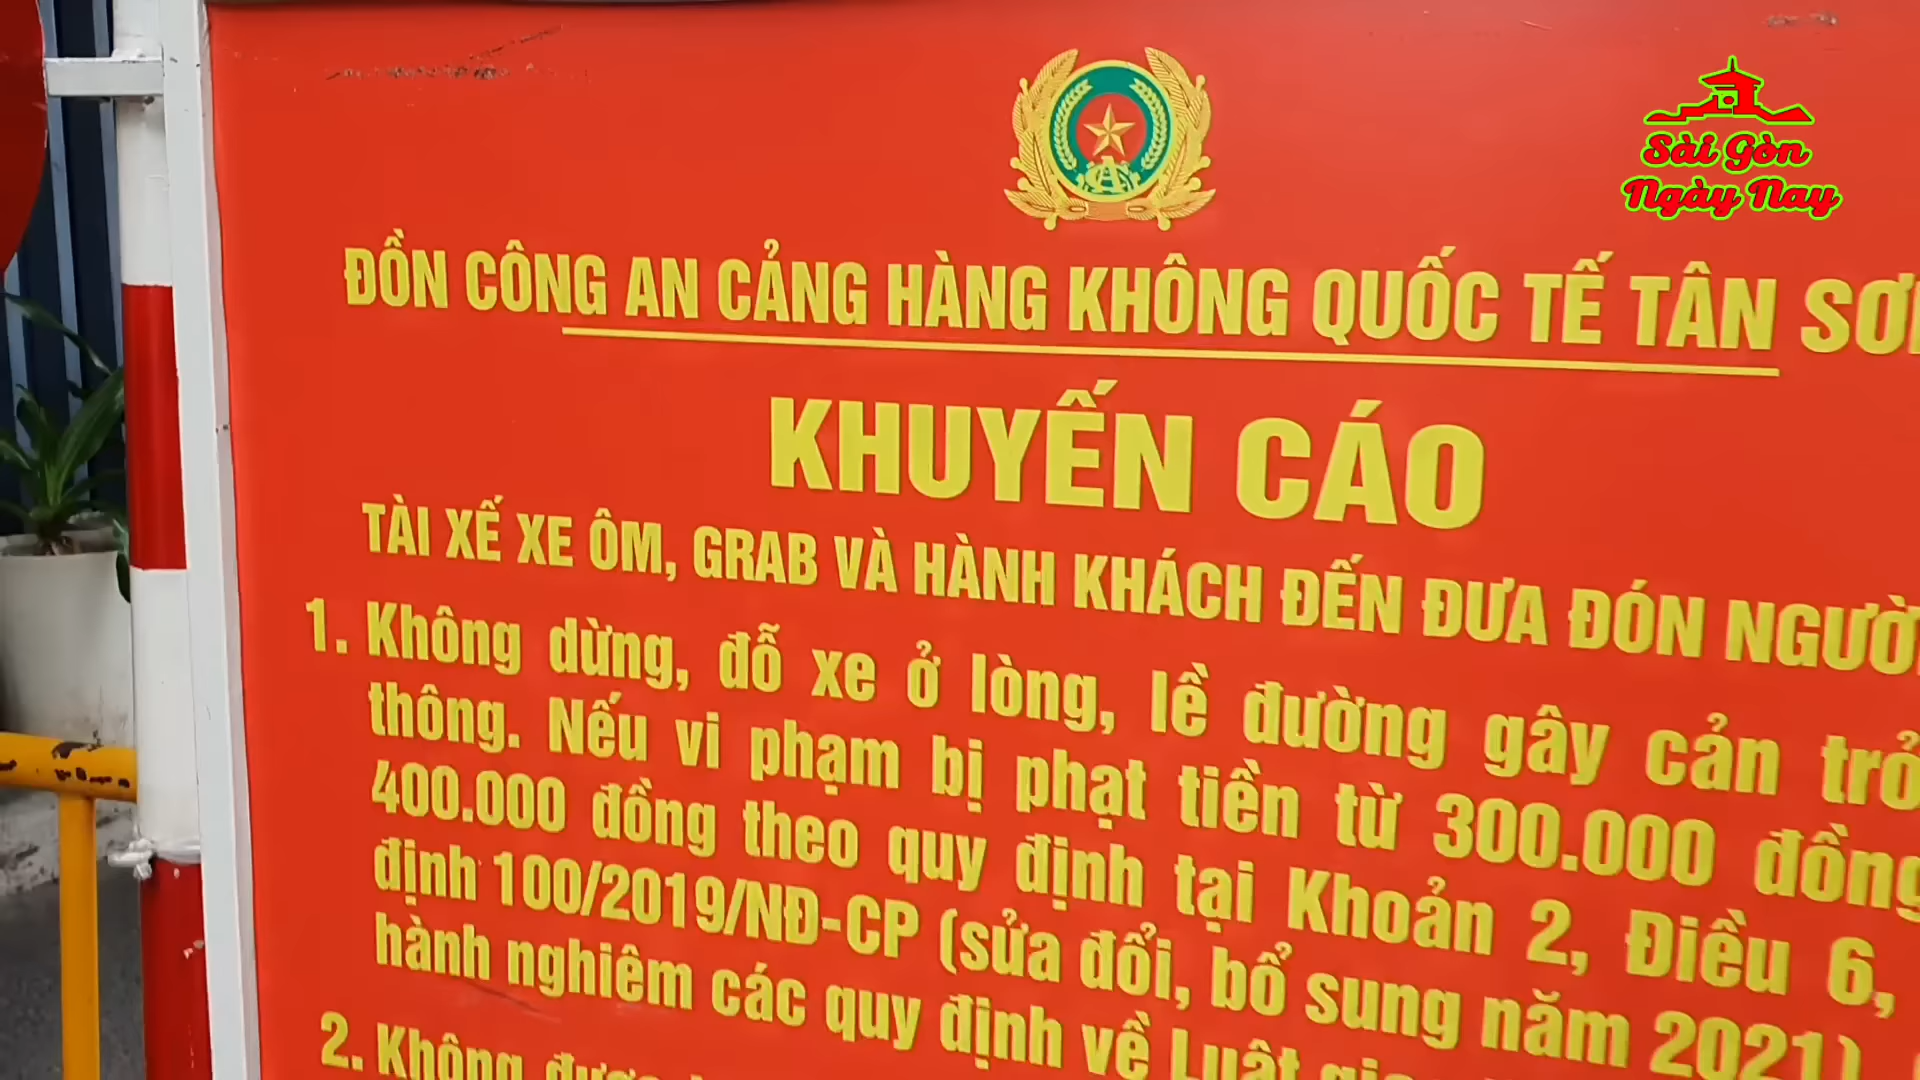 Sài Gòn
Ngày Nay
ĐỒN CÔNG AN CẢNG HÀNG KHÔNG QUỐC TẾ TÂN
KHUYẾN CÁO
TÀI XẾ XE ÔM, GRAB VÀ HÀNH KHÁCH ĐẾN ĐƯA ĐÓN
1. Không dừng, đỗ xe ở lòng, lề đường gây cản trở
thông. Nếu vi phạm bị phạt tiền từ 300.000 đồng
400.000 đồng theo quy định tại Khoản 2, Điều 6,
định 100/2019/NĐ-CP (sửa đổi, bổ sung năm 2021)
hành nghiêm các quy định về Luật
2. Không được